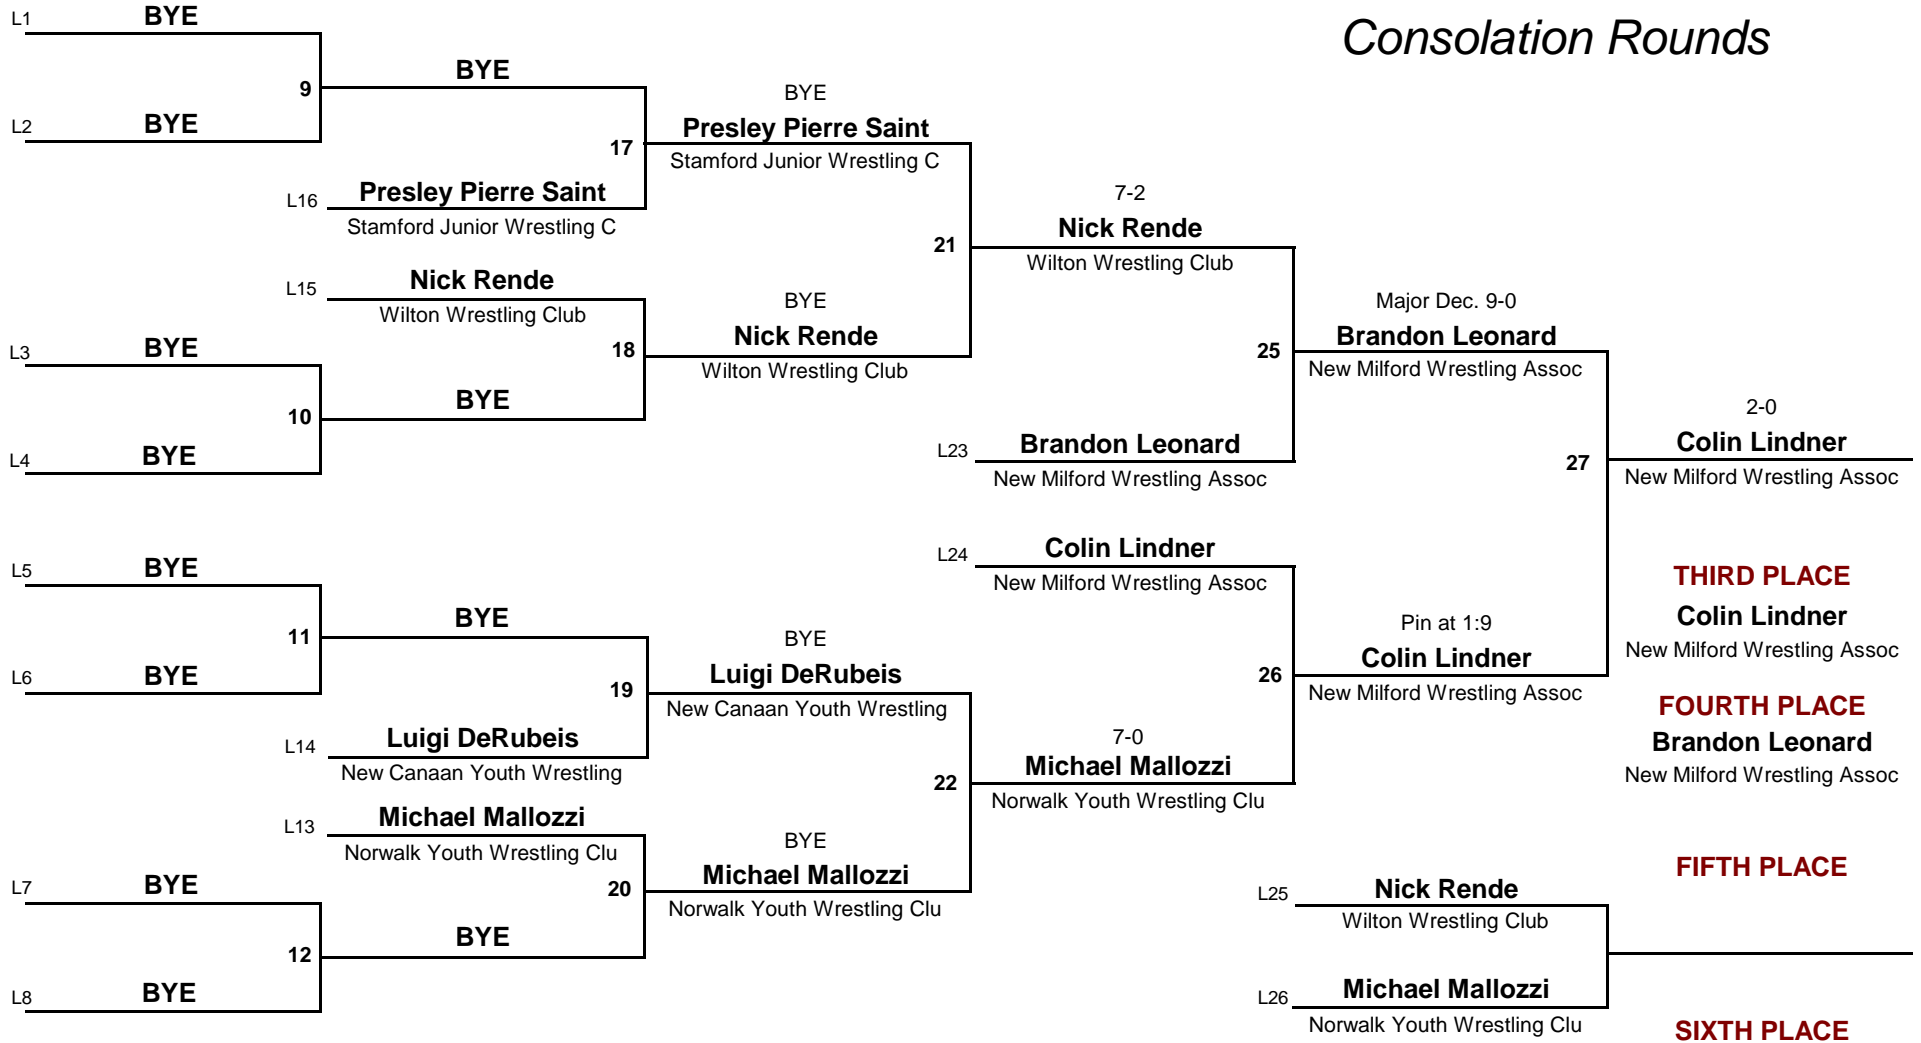 Consolation Rounds
L1
BYE
9
BYE
L2
BYE
17
BYE
Presley Pierre Saint
Stamford Junior Wrestling C
L16
Presley Pierre Saint
Stamford Junior Wrestling C
21
7-2
Nick Rende
Wilton Wrestling Club
L15
Nick Rende
Wilton Wrestling Club
18
BYE
Nick Rende
Wilton Wrestling Club
L3
BYE
10
BYE
L4
BYE
25
Major Dec. 9-0
Brandon Leonard
New Milford Wrestling Assoc
L23
Brandon Leonard
New Milford Wrestling Assoc
27
2-0
Colin Lindner
New Milford Wrestling Assoc
L24
Colin Lindner
New Milford Wrestling Assoc
26
Pin at 1:9
Colin Lindner
New Milford Wrestling Assoc
L5
BYE
11
BYE
L6
BYE
19
BYE
Luigi DeRubeis
New Canaan Youth Wrestling
L14
Luigi DeRubeis
New Canaan Youth Wrestling
22
7-0
Michael Mallozzi
Norwalk Youth Wrestling Clu
L13
Michael Mallozzi
Norwalk Youth Wrestling Clu
20
BYE
Michael Mallozzi
Norwalk Youth Wrestling Clu
L7
BYE
12
BYE
L8
BYE
THIRD PLACE
Colin Lindner
New Milford Wrestling Assoc
FOURTH PLACE
Brandon Leonard
New Milford Wrestling Assoc
L25
Nick Rende
Wilton Wrestling Club
L26
Michael Mallozzi
Norwalk Youth Wrestling Clu
FIFTH PLACE
SIXTH PLACE